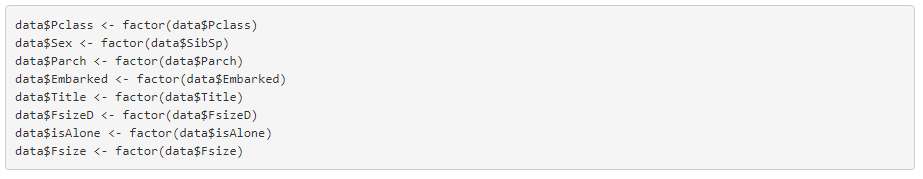 data$Pclass <- factor(data$Pclass)
data$Sex <- factor(data$SibSp)
data$Parch <- factor(data$Parch)
data$Embarked <- factor(data$Embarked)
data$Title <- factor(data$Title)
data$FsizeD <- factor(data$FsizeD)
data$isAlone <- factor(data$isAlone)
data$Fsize <- factor(data$Fsize)